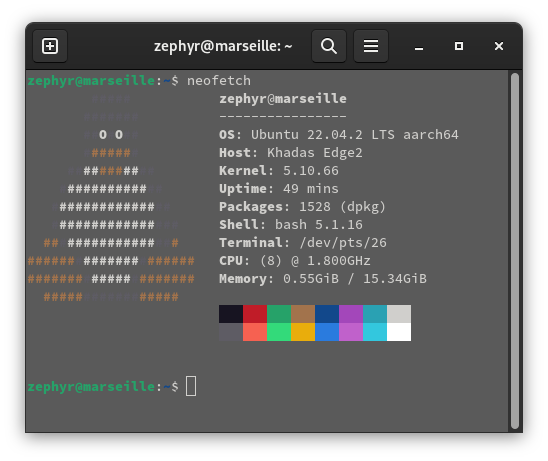 zephyr@marseille: ~
zephyr@marseille:~$ neofetch
#####
zephyr@marseille
#######
----------------
##O#O##
OS: Ubuntu 22.04.2 LTS aarch64
#######
Host: Khadas Edge2
###########
Kernel: 5.10.66
#############
Uptime: 49 mins
###############
Packages: 1528 (dpkg)
################
Shell: bash 5.1.16
#################
Terminal: /dev/pts/26
#####################
CPU: (8) @ 1.800GHz
#####################
Memory: 0.55GiB / 15.34GiB
#################
zephyr@marseille:~$